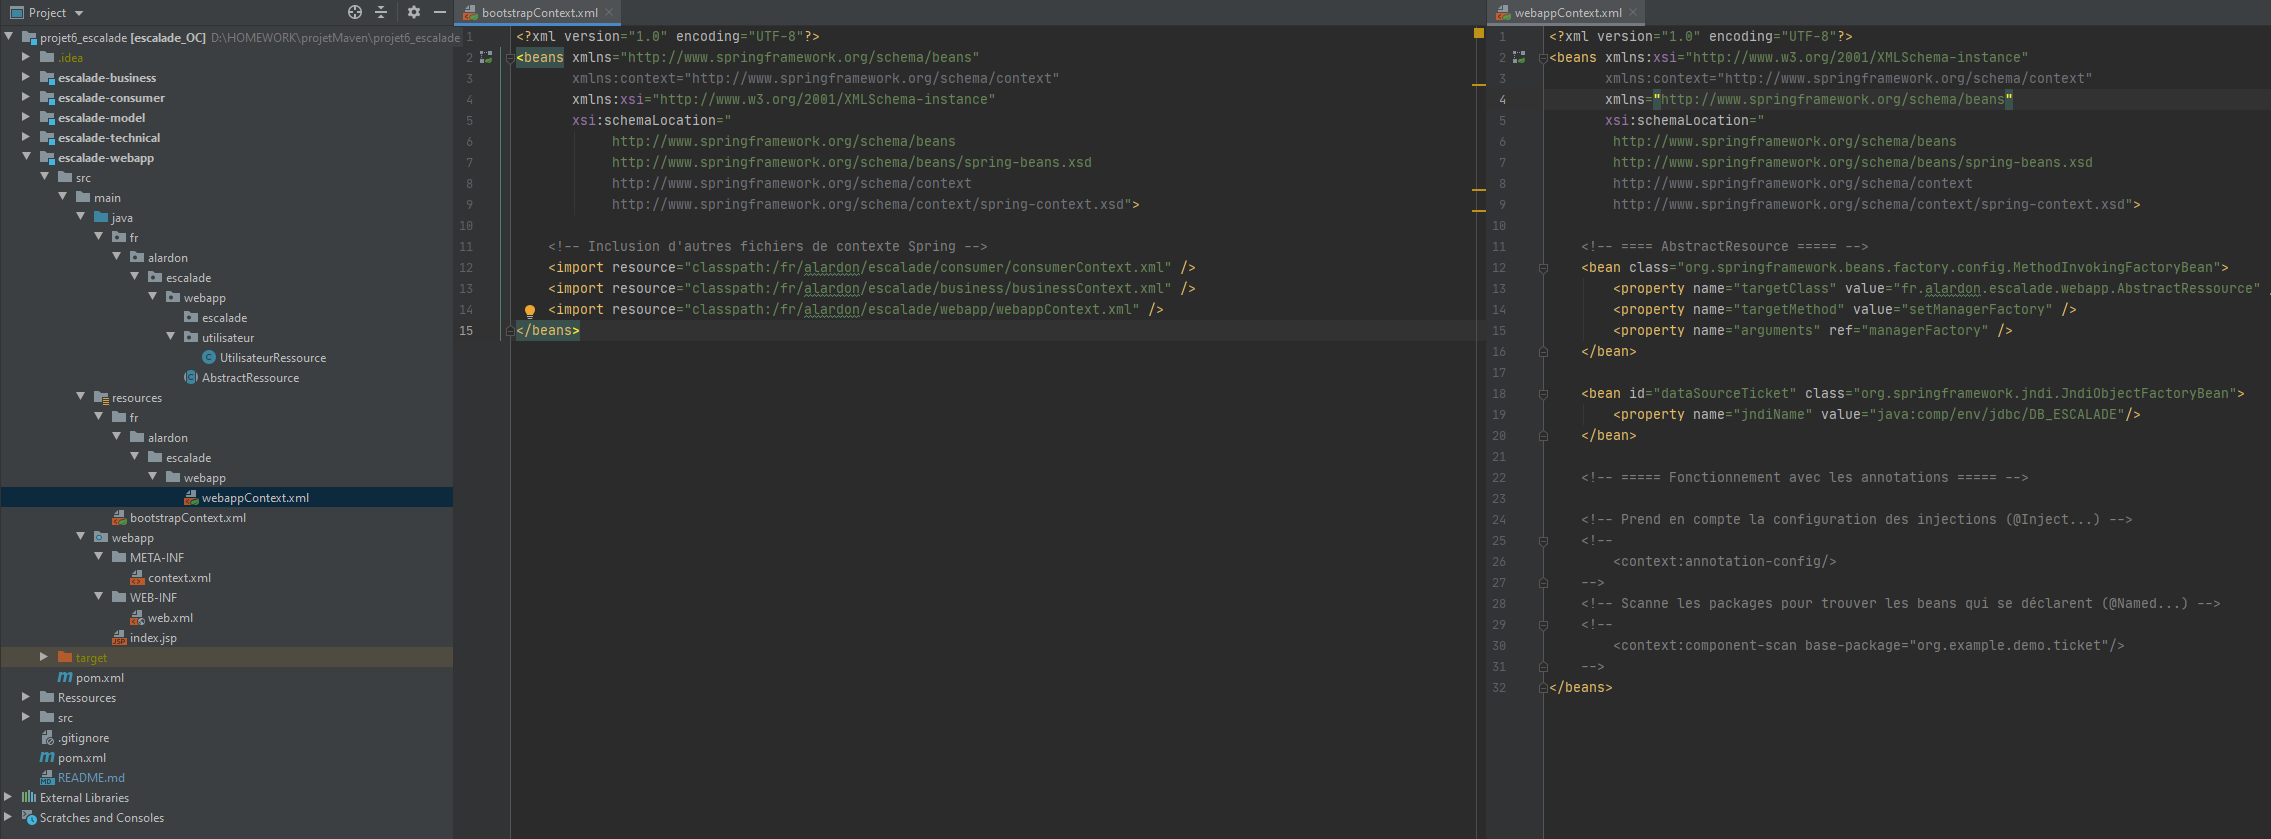 Project
projet6_escalade [escalade_OC] D:\HOMEWORK\projetMaven\projet6_escalade
.idea
escalade-business
escalade-consumer
escalade-model
escalade-technical
escalade-webapp
src
main
java
fr
alardon
escalade
webapp
escalade
utilisateur
UtilisateurRessource
AbstractRessource
resources
fr
alardon
escalade
webapp
webappContext.xml
bootstrapContext.xml
webapp
META-INF
context.xml
WEB-INF
web.xml
index.jsp
target
pom.xml
Ressources
src
.gitignore
pom.xml
README.md
External Libraries
Scratches and Consoles
bootstrapContext.xml
1 <?xml version="1.0" encoding="UTF-8"?>
2 <beans xmlns="http://www.springframework.org/schema/beans"
3 xmlns:context="http://www.springframework.org/schema/context"
4 xmlns:xsi="http://www.w3.org/2001/XMLSchema-instance"
5 xsi:schemaLocation="
6 http://www.springframework.org/schema/beans
7 http://www.springframework.org/schema/beans/spring-beans.xsd
8 http://www.springframework.org/schema/context
9 http://www.springframework.org/schema/context/spring-context.xsd">
10
11 <!-- Inclusion d'autres fichiers de contexte Spring -->
12 <import resource="classpath:/fr/alardon/escalade/consumer/consumerContext.xml" />
13 <import resource="classpath:/fr/alardon/escalade/business/businessContext.xml" />
14 <import resource="classpath:/fr/alardon/escalade/webapp/webappContext.xml" />
15 </beans>
webappContext.xml
1 <?xml version="1.0" encoding="UTF-8"?>
2 <beans xmlns:xsi="http://www.w3.org/2001/XMLSchema-instance"
3 xmlns:context="http://www.springframework.org/schema/context"
4 xmlns="http://www.springframework.org/schema/beans"
5 xsi:schemaLocation="
6 http://www.springframework.org/schema/beans
7 http://www.springframework.org/schema/beans/spring-beans.xsd
8 http://www.springframework.org/schema/context
9 http://www.springframework.org/schema/context/spring-context.xsd">
10
11 <!-- ==== AbstractResource ===== -->
12 <bean class="org.springframework.beans.factory.config.MethodInvokingFactoryBean">
13 <property name="targetClass" value="fr.alardon.escalade.webapp.AbstractRessource"
14 <property name="targetMethod" value="setManagerFactory" />
15 <property name="arguments" ref="managerFactory" />
16 </bean>
17
18 <bean id="dataSourceTicket" class="org.springframework.jndi.JndiObjectFactoryBean">
19 <property name="jndiName" value="java:comp/env/jdbc/DB_ESCALADE"/>
20 </bean>
21
22 <!-- ===== Fonctionnement avec les annotations ===== -->
23
24 <!-- Prend en compte la configuration des injections (@Inject...) -->
25 <!--
26 <context:annotation-config/>
27 -->
28 <!-- Scanne les packages pour trouver les beans qui se déclarent (@Named...) -->
29 <!--
30 <context:component-scan base-package="org.example.demo.ticket"/>
31 -->
32 </beans>